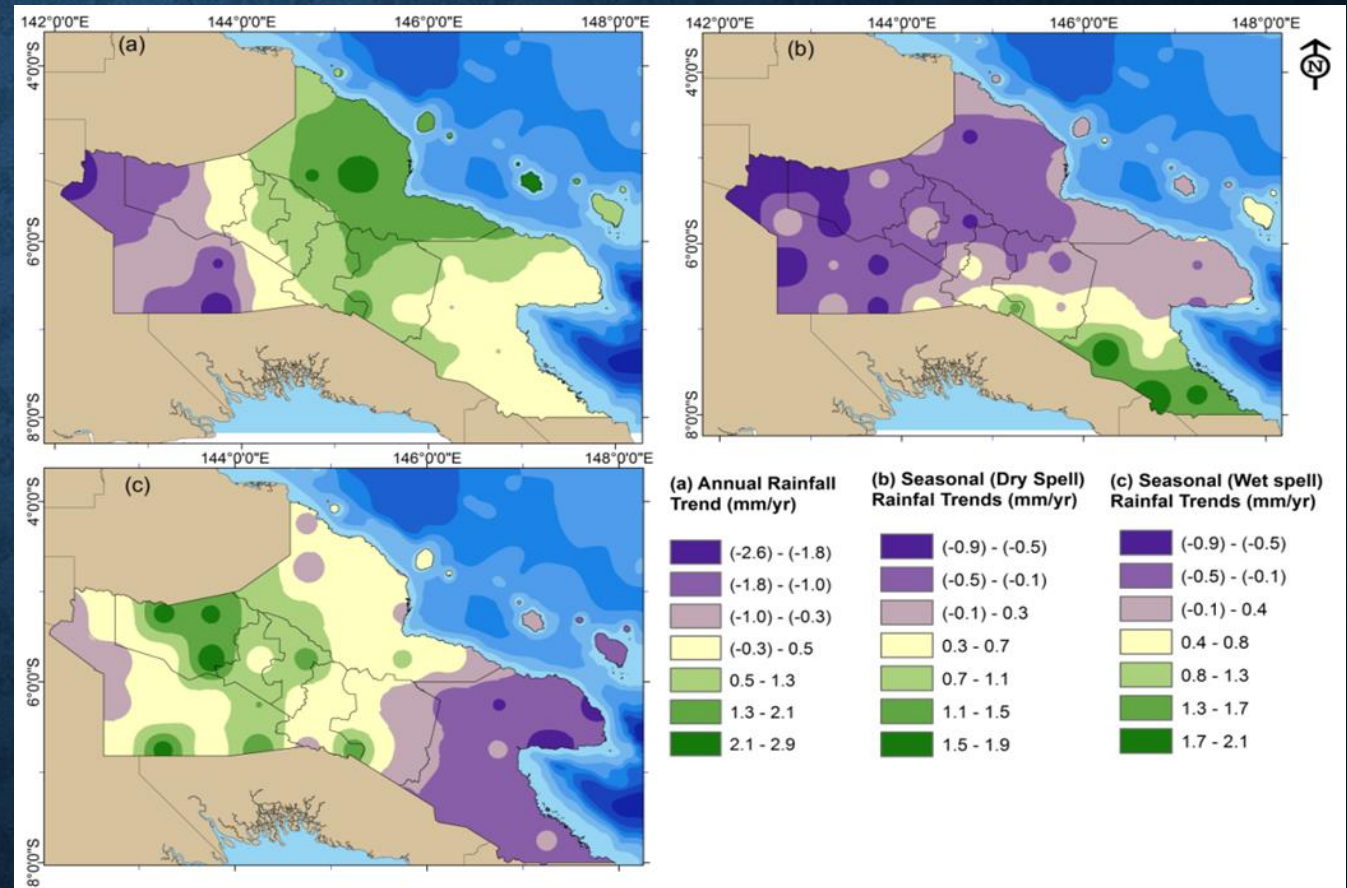 142°0'0"E 144°0'0"E 146°0'0"E 148°0'0"E
(a)
4°0'0"S
6°0'0"S
8°0'0"S
142°0'0"E 144°0'0"E 146°0'0"E 148°0'0"E
(b)
N
4°0'0"S
6°0'0"S
8°0'0"S
144°0'0"E 146°0'0"E 148°0'0"E
(c)
4°0'0"S
6°0'0"S
8°0'0"S
(a) Annual Rainfall
Trend (mm/yr)
(-2.6) - (-1.8)
(-1.8) - (-1.0)
(-1.0) - (-0.3)
(-0.3) - 0.5
0.5 - 1.3
1.3 - 2.1
2.1 - 2.9
(b) Seasonal (Dry Spell)
Rainfall Trends (mm/yr)
(-0.9) - (-0.5)
(-0.5) - (-0.1)
(-0.1) - 0.3
0.3 - 0.7
0.7 - 1.1
1.1 - 1.5
1.5 - 1.9
(c) Seasonal (Wet spell)
Rainfal Trends (mm/yr)
(-0.9) - (-0.5)
(-0.5) - (-0.1)
(-0.1) - 0.4
0.4 - 0.8
0.8 - 1.3
1.3 - 1.7
1.7 - 2.1